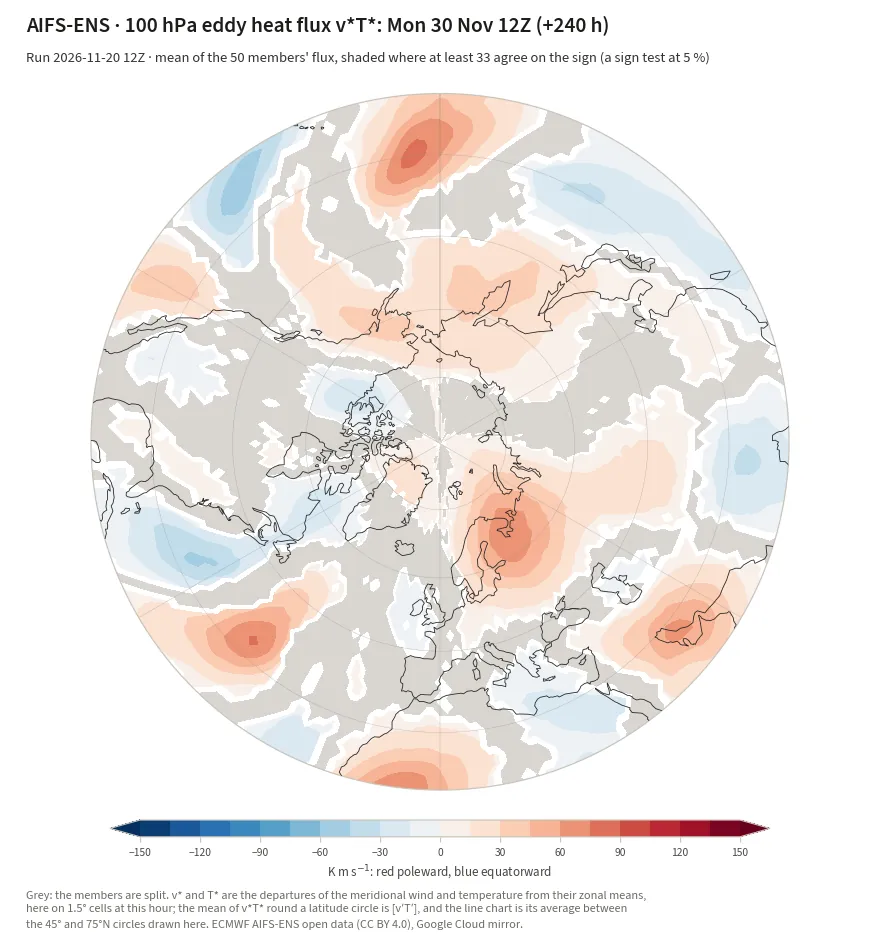 AIFS-ENS · 100 hPa eddy heat flux v*T*: Mon 30 Nov 12Z (+240 h)
Run 2026-11-20 12Z · mean of the 50 members' flux, shaded where at least 33 agree on the sign (a sign test at 5 %)
−150 −120 −90 −60 −30 0 30 60 90 120 150
K m s⁻¹: red poleward, blue equatorward
Grey: the members are split. v* and T* are the departures of the meridional wind and temperature from their zonal means,
here on 1.5° cells at this hour; the mean of v*T* round a latitude circle is [v′T′], and the line chart is its average between
the 45° and 75°N circles drawn here. ECMWF AIFS-ENS open data (CC BY 4.0), Google Cloud mirror.